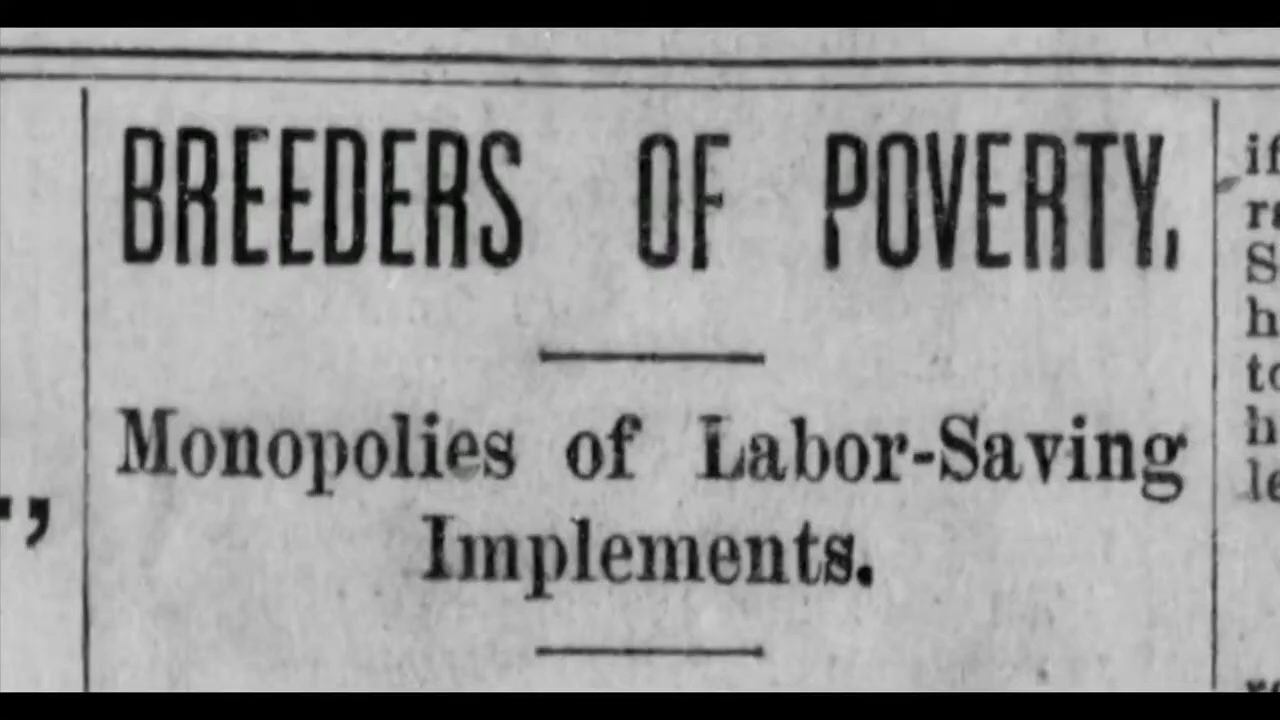 BREEDERS OF POVERTY.
Monopolies of Labor-Saving
Implements.